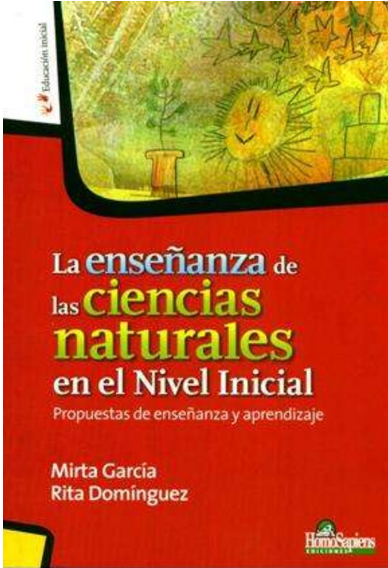 Educación inicial
La enseñanza de
las ciencias
naturales
en el Nivel Inicial
Propuestas de enseñanza y aprendizaje
Mirta García
Rita Domínguez
HomoSapiens
EDICIONES